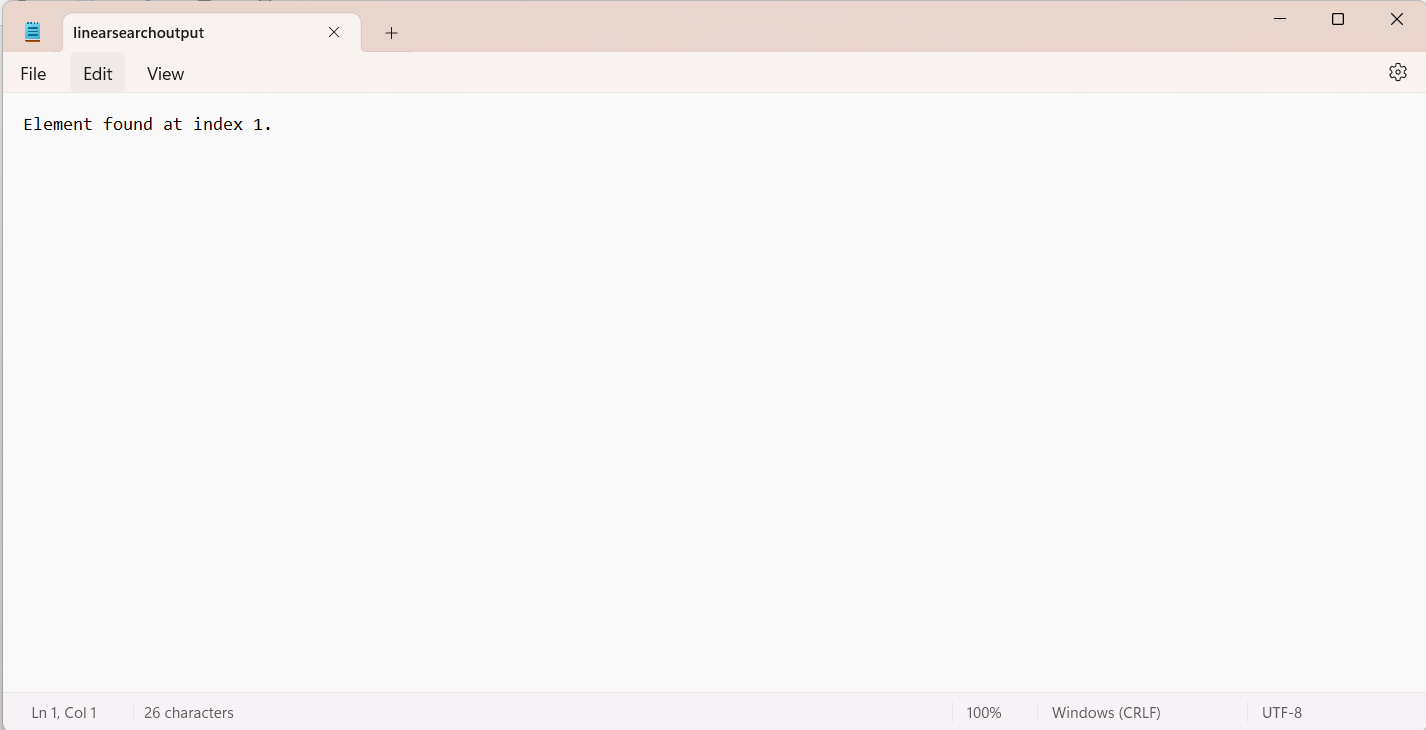 linearsearchoutput
File Edit View
Element found at index 1.
Ln 1, Col 1 26 characters 100% Windows (CRLF) UTF-8